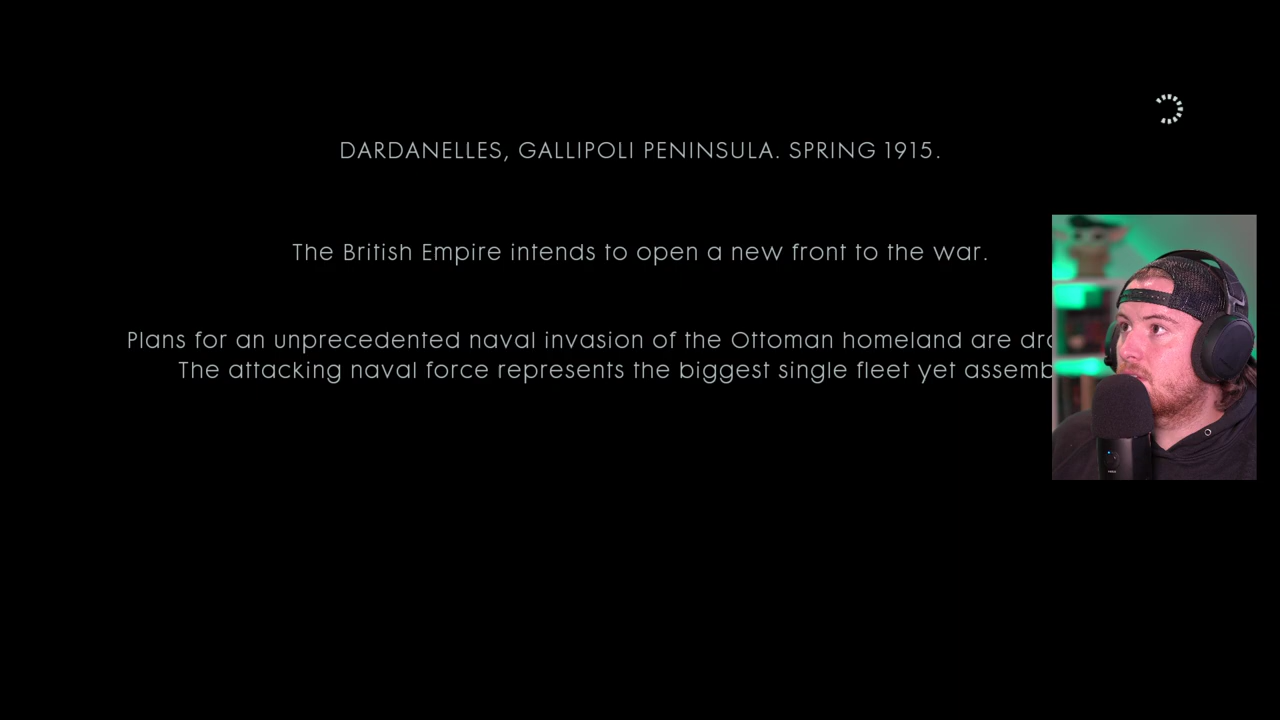 DARDANELLES, GALLIPOLI PENINSULA. SPRING 1915.
The British Empire intends to open a new front to the war.
Plans for an unprecedented naval invasion of the Ottoman homeland are
The attacking naval force represents the biggest single fleet yet